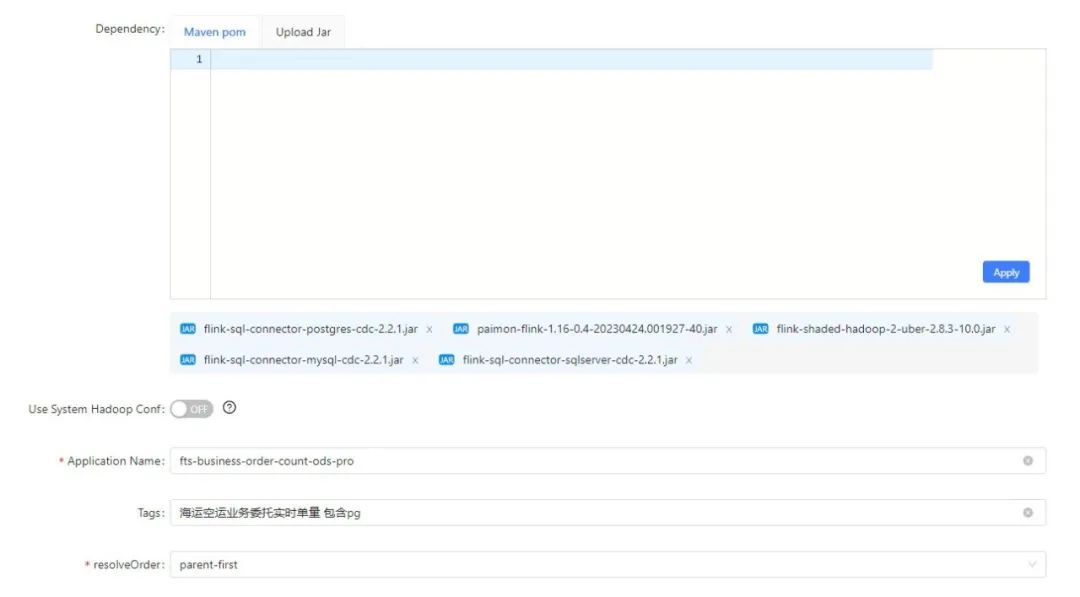 Dependency: Maven pom Upload Jar
1
Apply
JAR flink-sql-connector-postgres-cdc-2.2.1.jar x JAR paimon-flink-1.16-0.4-20230424.001927-40.jar x JAR flink-shaded-hadoop-2-uber-2.8.3-10.0.jar x
JAR flink-sql-connector-mysql-cdc-2.2.1.jar x JAR flink-sql-connector-sqlserver-cdc-2.2.1.jar x
Use System Hadoop Conf: OFF ?
* Application Name: fts-business-order-count-ods-pro
Tags: 海运空运业务委托实时单量 包含pg
* resolveOrder: parent-first